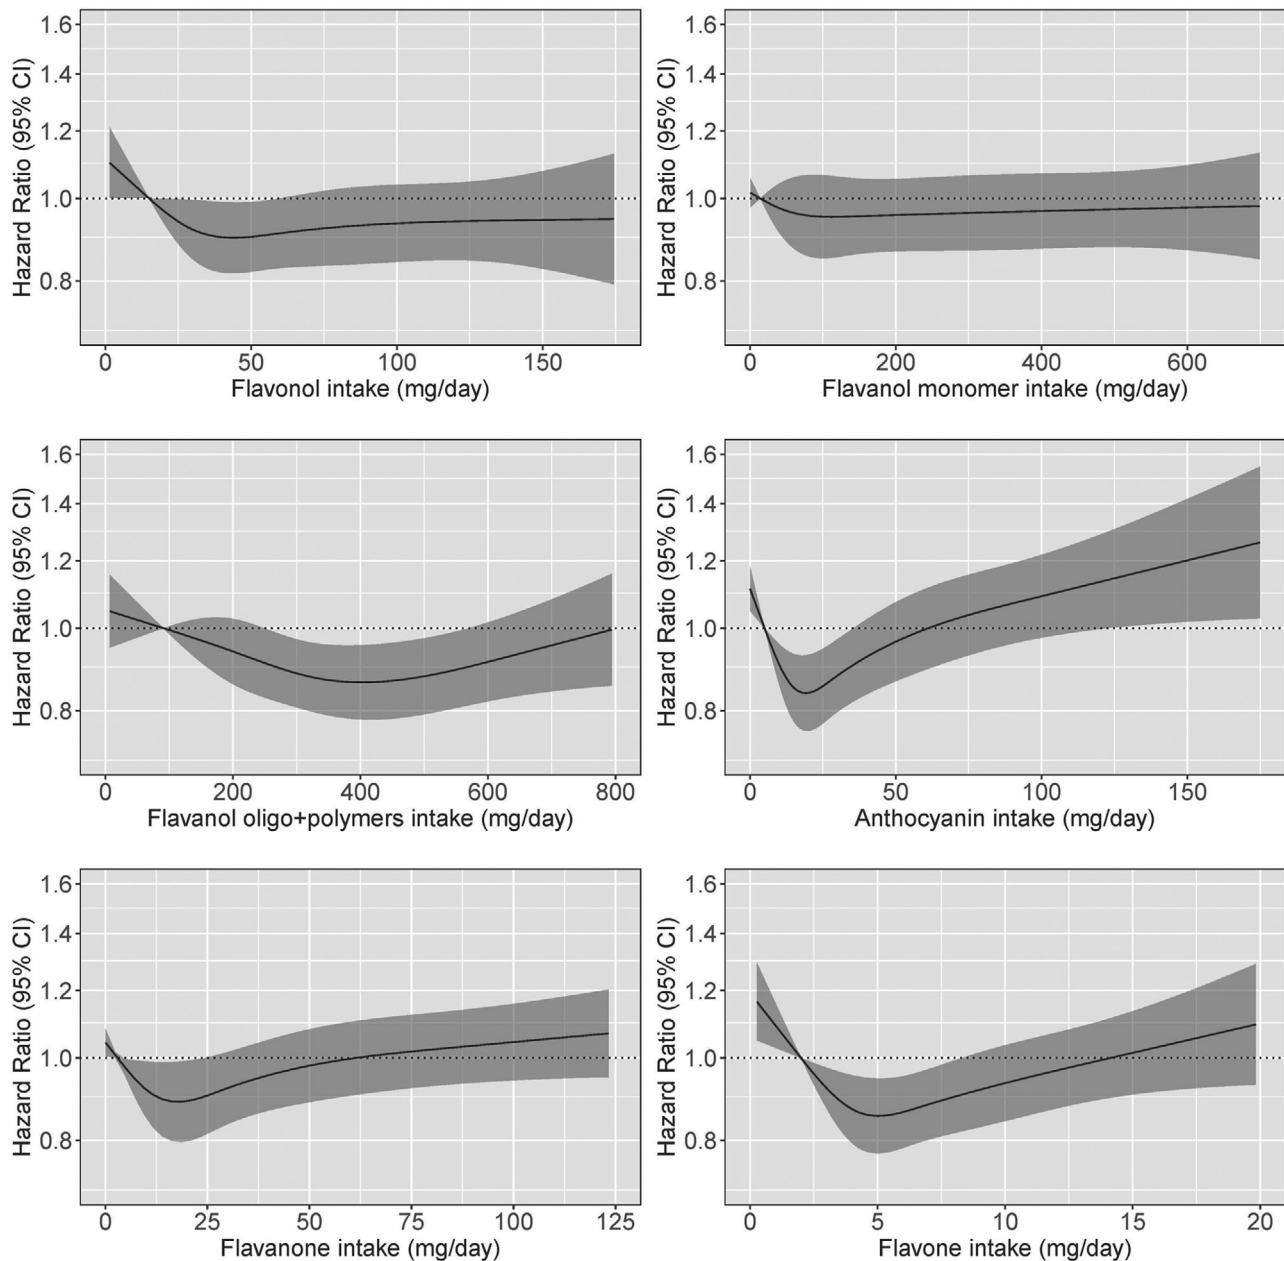 1.6
1.4
1.2
1.0
0.8
Hazard Ratio (95% CI)
0 50 100 150
Flavonol intake (mg/day)
1.6
1.4
1.2
1.0
0.8
Hazard Ratio (95% CI)
0 200 400 600
Flavanol monomer intake (mg/day)
1.6
1.4
1.2
1.0
0.8
Hazard Ratio (95% CI)
0 200 400 600 800
Flavanol oligo+polymers intake (mg/day)
1.6
1.4
1.2
1.0
0.8
Hazard Ratio (95% CI)
0 50 100 150
Anthocyanin intake (mg/day)
1.6
1.4
1.2
1.0
0.8
Hazard Ratio (95% CI)
0 25 50 75 100 125
Flavanone intake (mg/day)
1.6
1.4
1.2
1.0
0.8
Hazard Ratio (95% CI)
0 5 10 15 20
Flavone intake (mg/day)